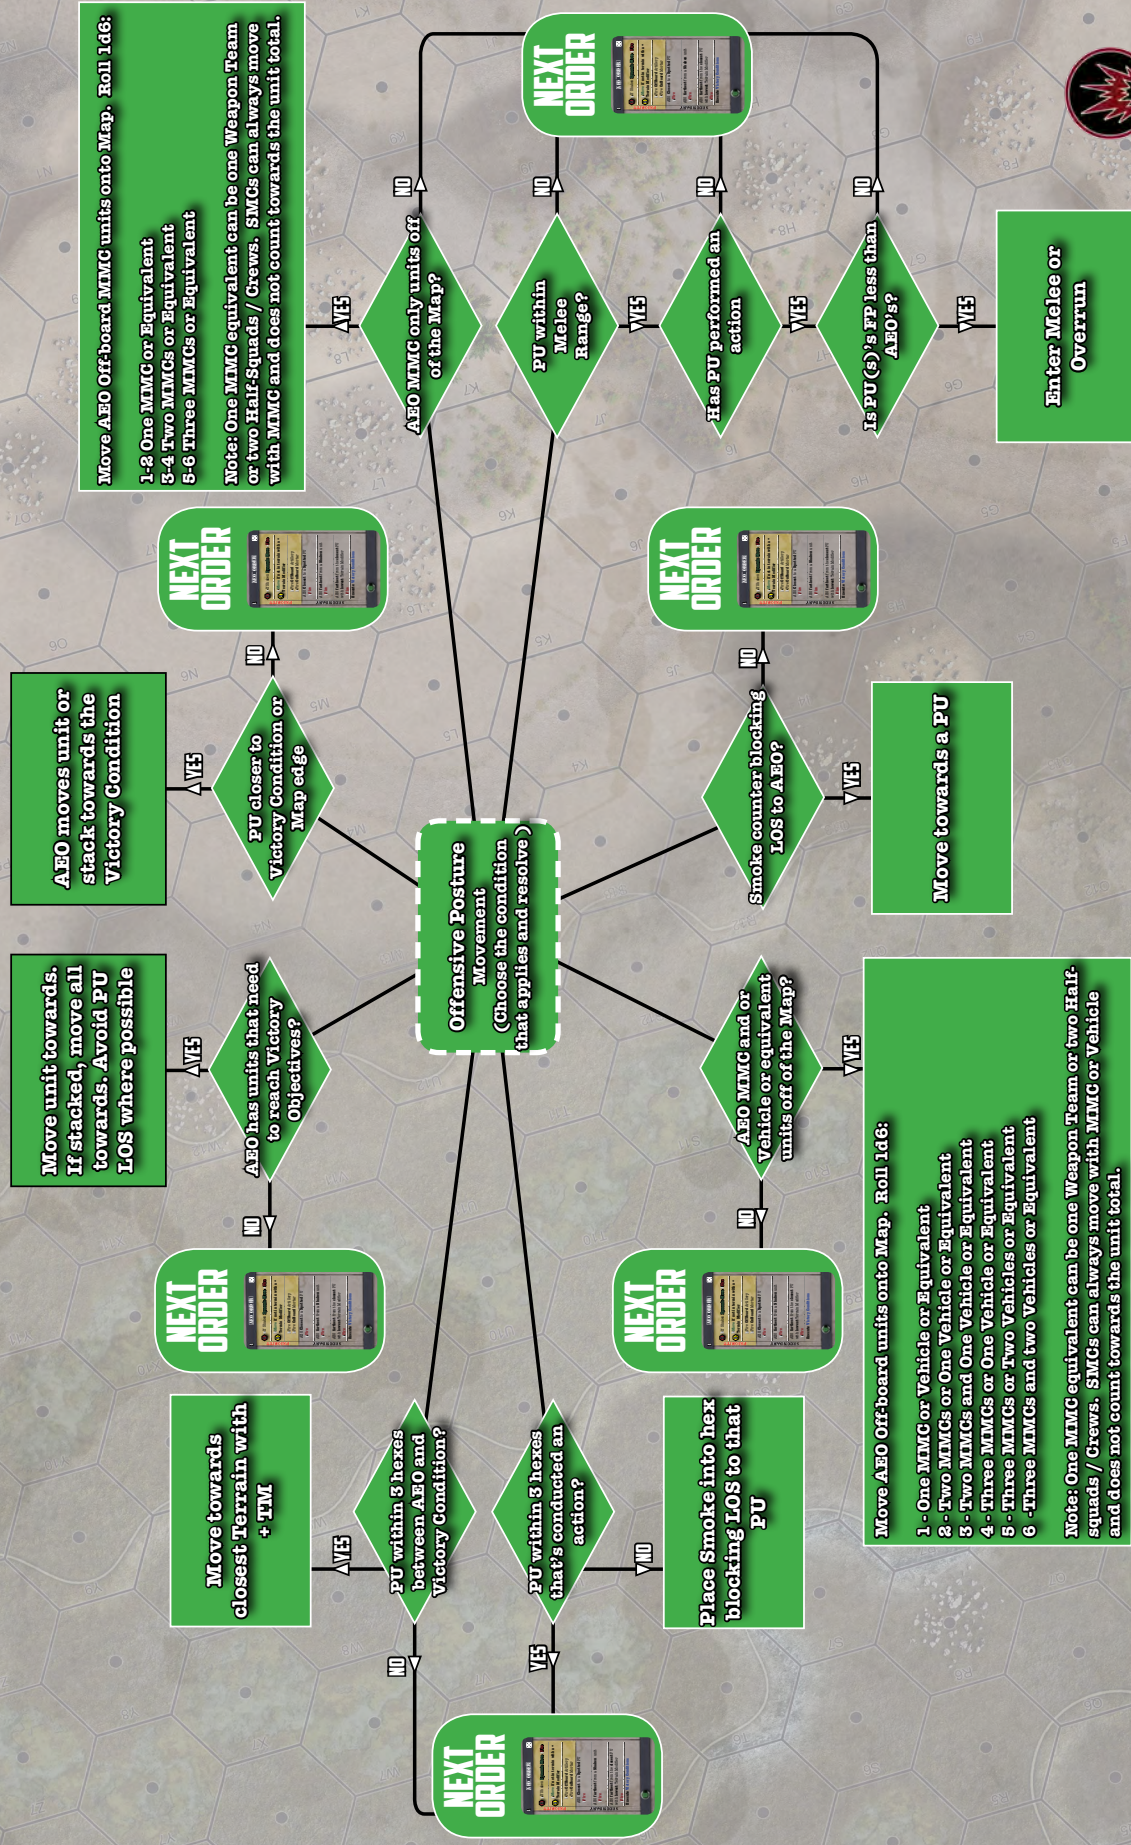 Move towards
closest Terrain with
+ TM
YES
PU within 3 hexes
between AEO and
Victory Condition?
NO
NEXT
ORDER
PU within 3 hexes
that's conducted an
action?
YES
NO
Place Smoke into hex
blocking LOS to that
PU
Move unit towards.
If stacked, move all
towards. Avoid PU
LOS where possible
YES
AEO has units that need
to reach Victory
Objectives?
NO
NEXT
ORDER
AEO moves unit or
stack towards the
Victory Condition
YES
PU closer to
Victory Condition or
Map edge
NO
NEXT
ORDER
Offensive Posture
Movement
(Choose the condition
that applies and resolve)
AEO MMC and or
Vehicle or equivalent
units off of the Map?
NO
NEXT
ORDER
YES
Move AEO Off-board units onto Map. Roll 1d6:
1 - One MMC or Vehicle or Equivalent
2 - Two MMCs or One Vehicle or Equivalent
3 - Two MMCs and One Vehicle or Equivalent
4 - Three MMCs or One Vehicle or Equivalent
5 - Three MMCs or Two Vehicles or Equivalent
6 - Three MMCs and two Vehicles or Equivalent
Note: One MMC equivalent can be one Weapon Team or two Half-
squads / Crews. SMCs can always move with MMC or Vehicle
and does not count towards the unit total.
Smoke counter blocking
LOS to AEO?
NO
NEXT
ORDER
YES
Move towards a PU
Move AEO Off-board MMC units onto Map. Roll 1d6:
1-2 One MMC or Equivalent
3-4 Two MMCs or Equivalent
5-6 Three MMCs or Equivalent
Note: One MMC equivalent can be one Weapon Team
or two Half-Squads / Crews. SMCs can always move
with MMC and does not count towards the unit total.
YES
AEO MMC only units off
of the Map?
NO
NEXT
ORDER
PU within
Melee
Range?
NO
YES
Has PU performed an
action
NO
YES
Is PU(s)'s FP less than
AEO's?
NO
YES
Enter Melee or
Overrun